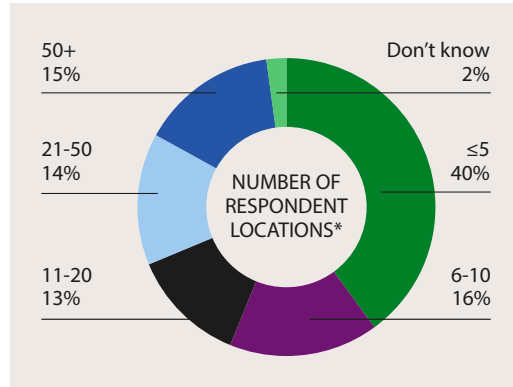 50+
15%
Don’t know
2%
21-50
14%
≤5
40%
NUMBER OF
RESPONDENT
LOCATIONS*
11-20
13%
6-10
16%